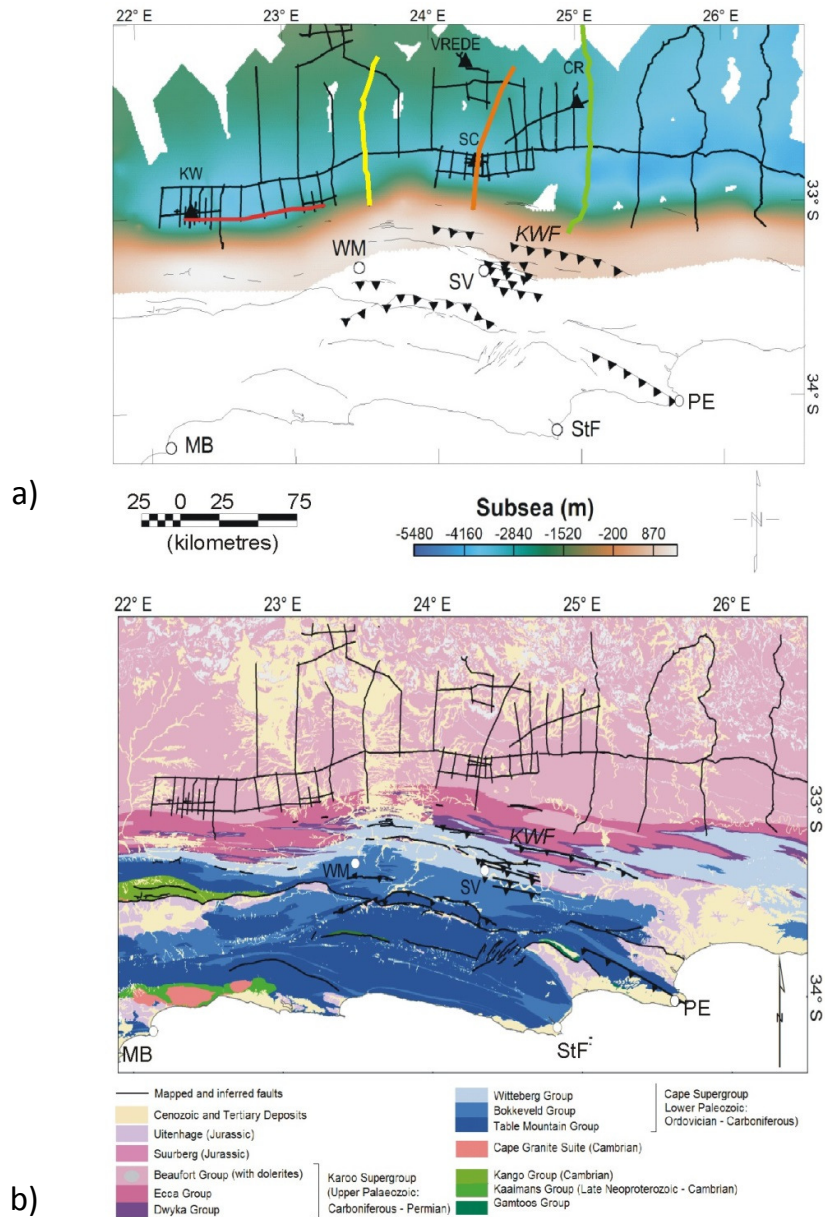 22° E 23° E 24° E 25° E 26° E
VREDE
CR
SC
KW
33° S
KWF
WM
SV
34° S
PE
StF
MB
a)
25 0 25 75
(kilometres)
Subsea (m)
-5480 -4160 -2840 -1520 -200 870
N
22° E 23° E 24° E 25° E 26° E
33° S
KWF
WM
SV
34° S
PE
N
MB
StF
Mapped and inferred faults
Cenozoic and Tertiary Deposits
Uitenhage (Jurassic)
Suurberg (Jurassic)
Beaufort Group (with dolerites)
Ecca Group
Dwyka Group
Karoo Supergroup
(Upper Palaeozoic:
Carboniferous - Permian)
Witteberg Group
Bokkeveld Group
Table Mountain Group
Cape Supergroup
Lower Paleozoic:
Ordovician - Carboniferous)
Cape Granite Suite (Cambrian)
Kango Group (Cambrian)
Kaaimans Group (Late Neoproterozoic - Cambrian)
Gamtoos Group
b)